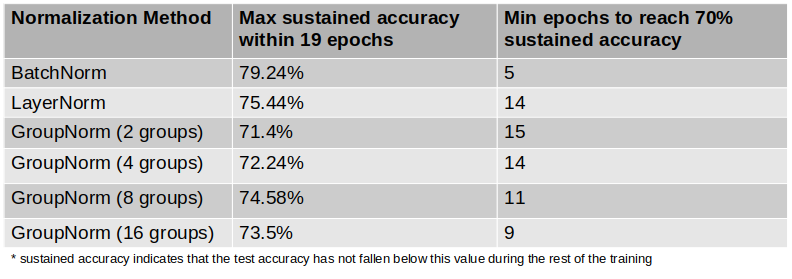 Normalization Method Max sustained accuracy within 19 epochs Min epochs to reach 70% sustained accuracy
BatchNorm 79.24% 5
LayerNorm 75.44% 14
GroupNorm (2 groups) 71.4% 15
GroupNorm (4 groups) 72.24% 14
GroupNorm (8 groups) 74.58% 11
GroupNorm (16 groups) 73.5% 9
* sustained accuracy indicates that the test accuracy has not fallen below this value during the rest of the training